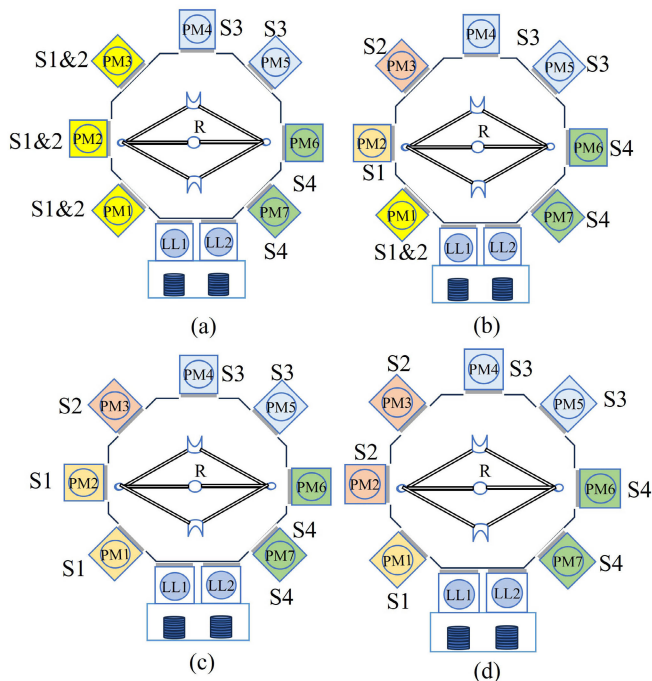 PM4 S3
S1&2 PM3 PM5 S3
S1&2 PM2 R PM6
S4
S1&2 PM1 PM7 S4
LL1 LL2
(a)
PM4 S3
S2 PM3 PM5 S3
PM2 R PM6 S4
S1
PM1 PM7 S4
S1&2
LL1 LL2
(b)
PM4 S3
S2 PM3 PM5 S3
S1 PM2 R PM6
S4
S1 PM1 PM7 S4
LL1 LL2
(c)
PM4 S3
S2 PM3 PM5 S3
S2
PM2 R PM6 S4
PM1 PM7 S4
S1
LL1 LL2
(d)